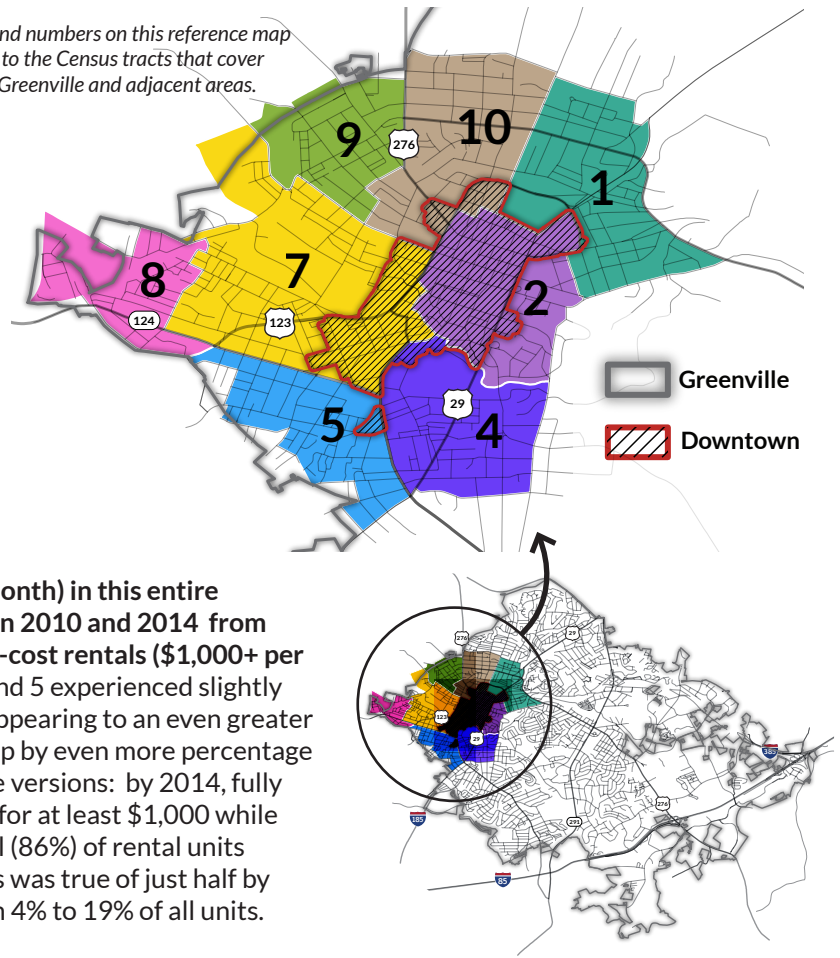 nd numbers on this reference map
to the Census tracts that cover
Greenville and adjacent areas.
9
276
10
1
7
8
124
123
2
5
29
4
Greenville
Downtown
onth) in this entire
n 2010 and 2014 from
-cost rentals ($1,000+ per
nd 5 experienced slightly
ppearing to an even greater
p by even more percentage
e versions: by 2014, fully
for at least $1,000 while
l (86%) of rental units
s was true of just half by
n 4% to 19% of all units.
276
29
123
29
385
276
185
291
85